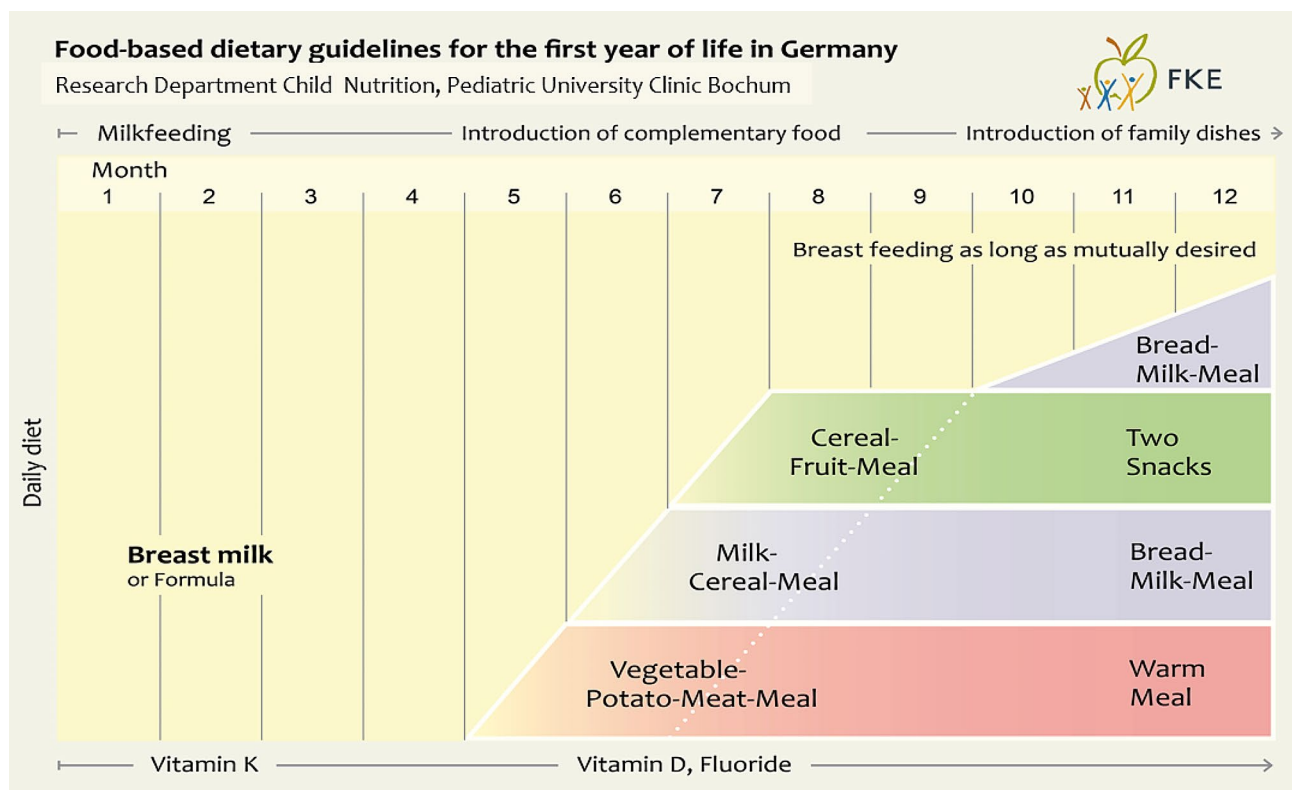 Food-based dietary guidelines for the first year of life in Germany
Research Department Child Nutrition, Pediatric University Clinic Bochum
FKE
Milkfeeding
Introduction of complementary food
Introduction of family dishes
Month
1 2 3 4 5 6 7 8 9 10 11 12
Breast feeding as long as mutually desired
Daily diet
Bread-
Milk-Meal
Cereal-
Fruit-Meal
Two
Snacks
Breast milk
or Formula
Milk-
Cereal-Meal
Bread-
Milk-Meal
Vegetable-
Potato-Meat-Meal
Warm
Meal
Vitamin K
Vitamin D, Fluoride